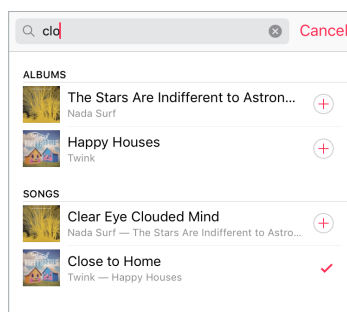 clo Cancel
ALBUMS
The Stars Are Indifferent to Astron...
Nada Surf
Happy Houses
Twink
SONGS
Clear Eye Clouded Mind
Nada Surf — The Stars Are Indifferent to Astro...
Close to Home
Twink — Happy Houses